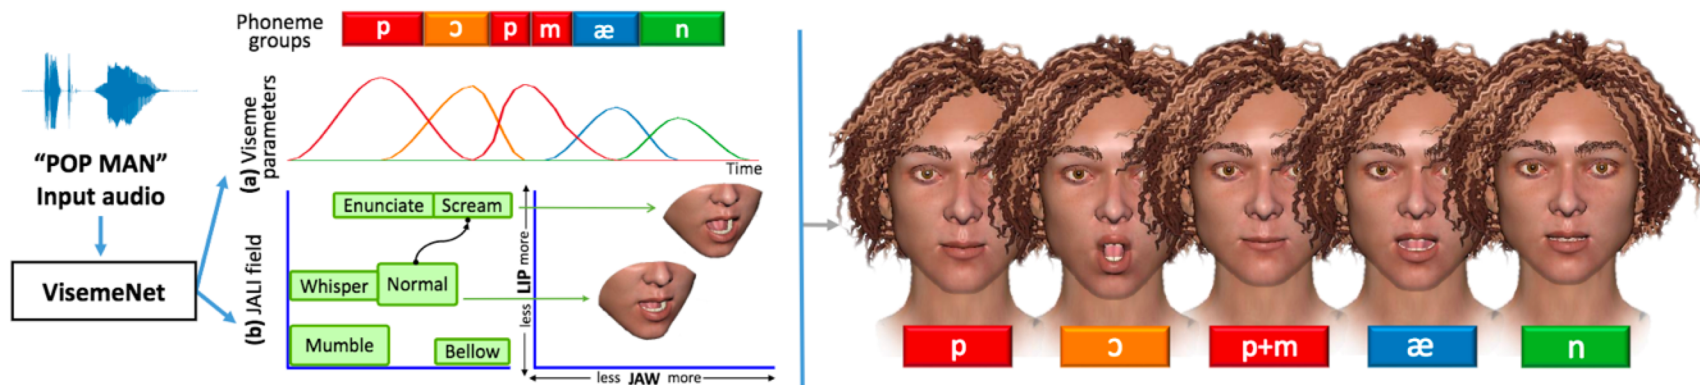 Phoneme
groups
p ɔ p m æ n
"POP MAN"
Input audio
VisemeNet
(a) Viseme
parameters
Time
(b) JALI field
Enunciate Scream
Whisper Normal
Mumble Bellow
less LIP more
less JAW more
p ɔ p+m æ n